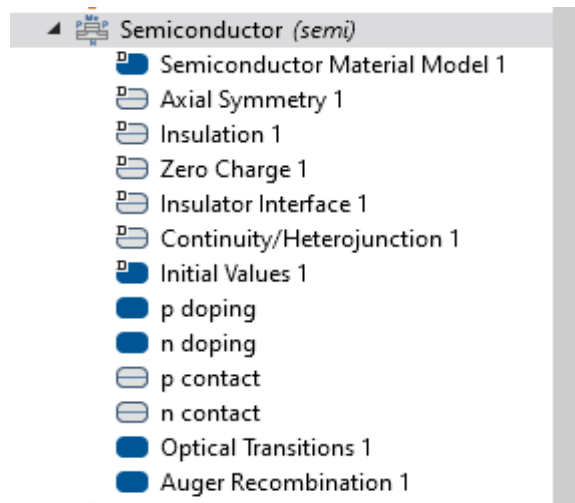 Semiconductor (semi)
Semiconductor Material Model 1
Axial Symmetry 1
Insulation 1
Zero Charge 1
Insulator Interface 1
Continuity/Heterojunction 1
Initial Values 1
p doping
n doping
p contact
n contact
Optical Transitions 1
Auger Recombination 1